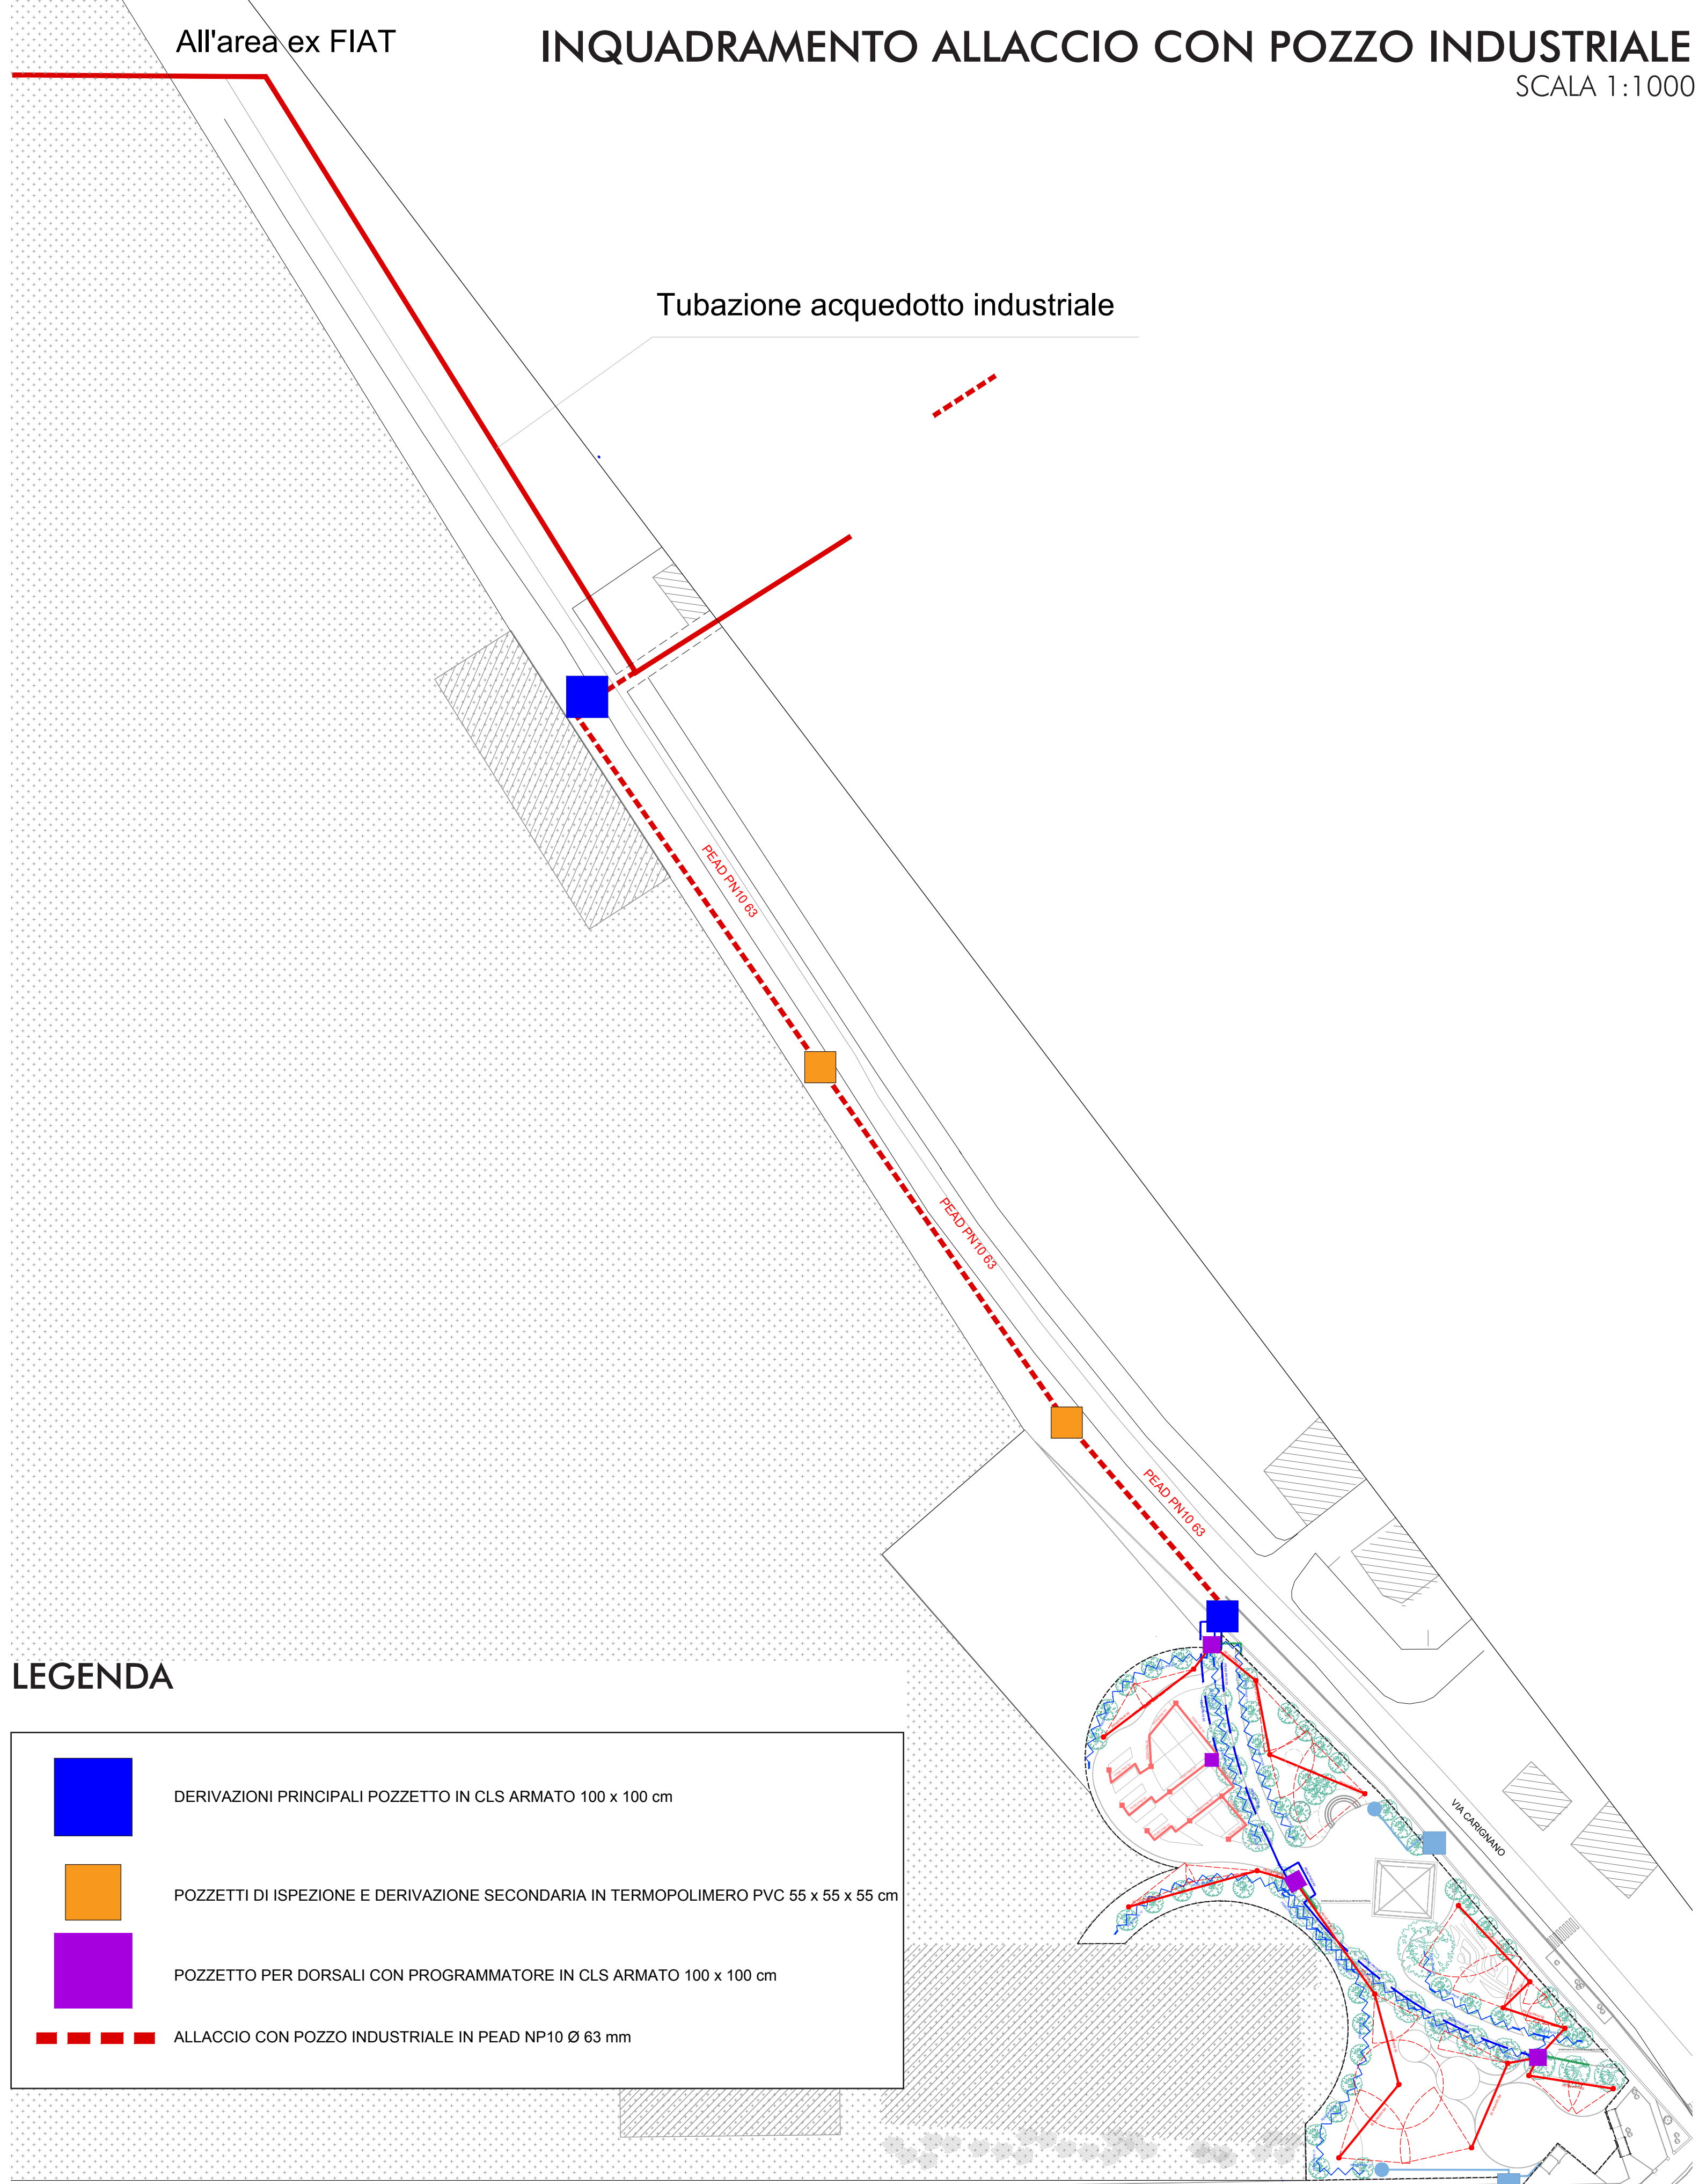 All'area ex FIAT
INQUADRAMENTO ALLACCIO CON POZZO INDUSTRIALE
SCALA 1:1000
Tubazione acquedotto industriale
PEAD PN10 63
PEAD PN10 63
PEAD PN10 63
VIA CARIGNANO
LEGENDA
DERIVAZIONI PRINCIPALI POZZETTO IN CLS ARMATO 100 x 100 cm
POZZETTI DI ISPEZIONE E DERIVAZIONE SECONDARIA IN TERMOPOLIMERO PVC 55 x 55 x 55 cm
POZZETTO PER DORSALI CON PROGRAMMATORE IN CLS ARMATO 100 x 100 cm
ALLACCIO CON POZZO INDUSTRIALE IN PEAD NP10 Ø 63 mm